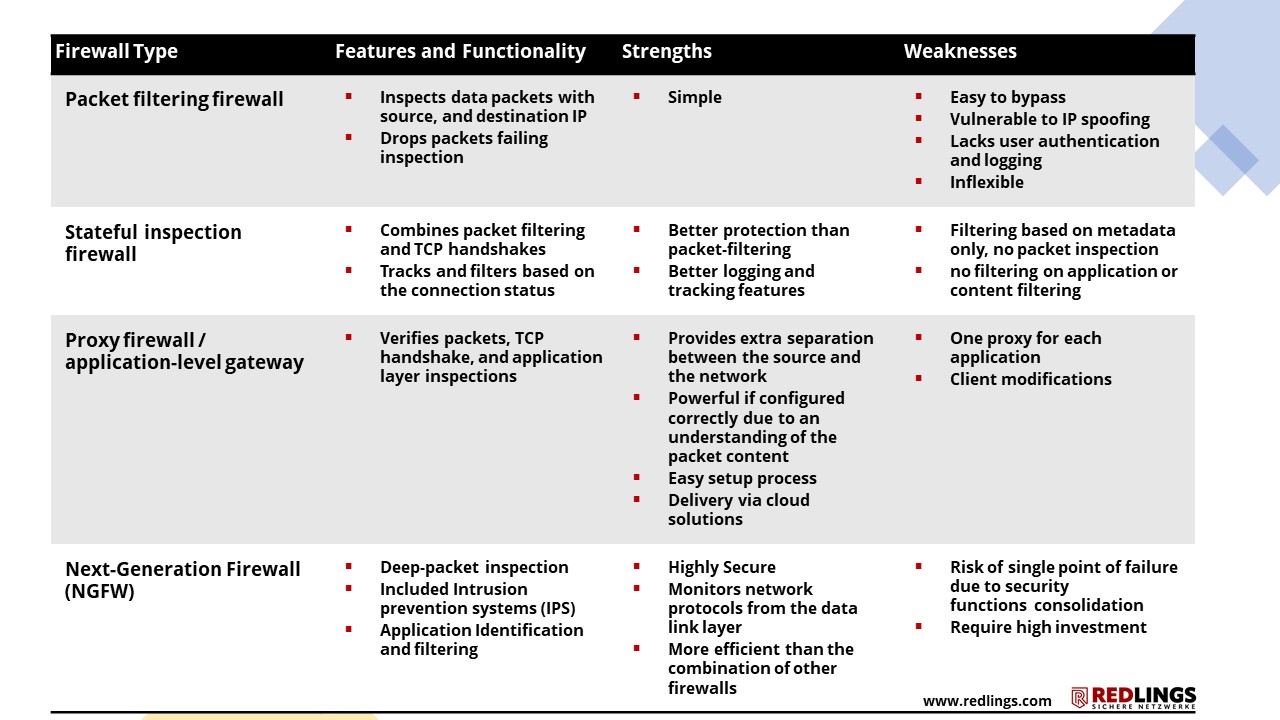 Firewall Type
Features and Functionality
Strengths
Weaknesses
Packet filtering firewall
Inspects data packets with
source, and destination IP
Drops packets failing
inspection
Simple
Easy to bypass
Vulnerable to IP spoofing
Lacks user authentication
and logging
Inflexible
Stateful inspection
firewall
Combines packet filtering
and TCP handshakes
Tracks and filters based on
the connection status
Better protection than
packet-filtering
Better logging and
tracking features
Filtering based on metadata
only, no packet inspection
no filtering on application or
content filtering
Proxy firewall /
application-level gateway
Verifies packets, TCP
handshake, and application
layer inspections
Provides extra separation
between the source and
the network
Powerful if configured
correctly due to an
understanding of the
packet content
Easy setup process
Delivery via cloud
solutions
One proxy for each
application
Client modifications
Next-Generation Firewall
(NGFW)
Deep-packet inspection
Included Intrusion
prevention systems (IPS)
Application Identification
and filtering
Highly Secure
Monitors network
protocols from the data
link layer
More efficient than the
combination of other
firewalls
Risk of single point of failure
due to security
functions consolidation
Require high investment
www.redlings.com
REDLINGS
SICHERE NETZWERKE